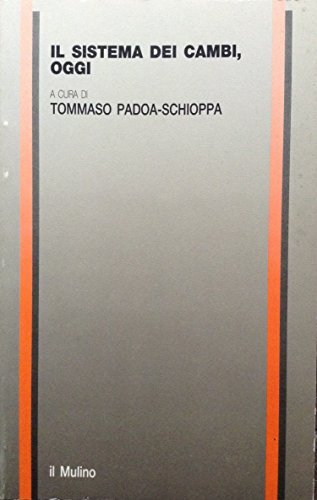 IL SISTEMA DEI CAMBI,
OGGI
A CURA DI
TOMMASO PADOA-SCHIOPPA
il Mulino